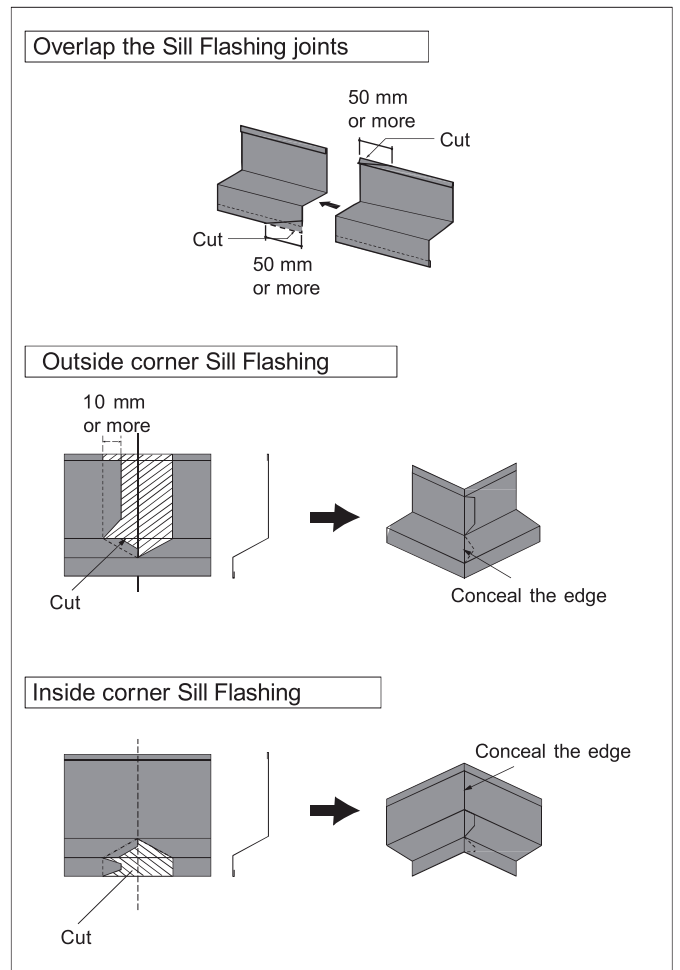 Overlap the Sill Flashing joints
50 mm
or more
Cut
Cut
50 mm
or more
Outside corner Sill Flashing
10 mm
or more
Cut
Conceal the edge
Inside corner Sill Flashing
Conceal the edge
Cut